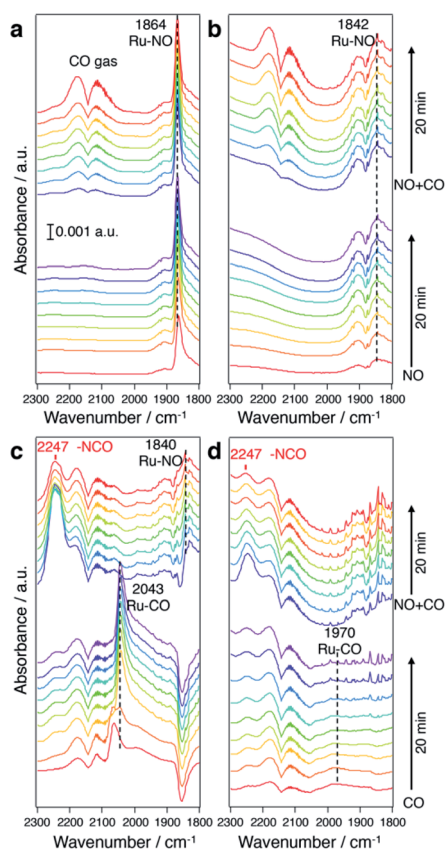 a
1864
Ru-NO
CO gas
0.001 a.u.
Absorbance / a.u.
2300 2200 2100 2000 1900 1800
Wavenumber / cm-1
b
1842
Ru-NO
20 min
NO+CO
20 min
NO
2300 2200 2100 2000 1900 1800
Wavenumber / cm-1
c
2247 -NCO
1840
Ru-NO
2043
Ru-CO
Absorbance / a.u.
2300 2200 2100 2000 1900 1800
Wavenumber / cm-1
d
2247 -NCO
20 min
NO+CO
1970
Ru-CO
20 min
CO
2300 2200 2100 2000 1900 1800
Wavenumber / cm-1